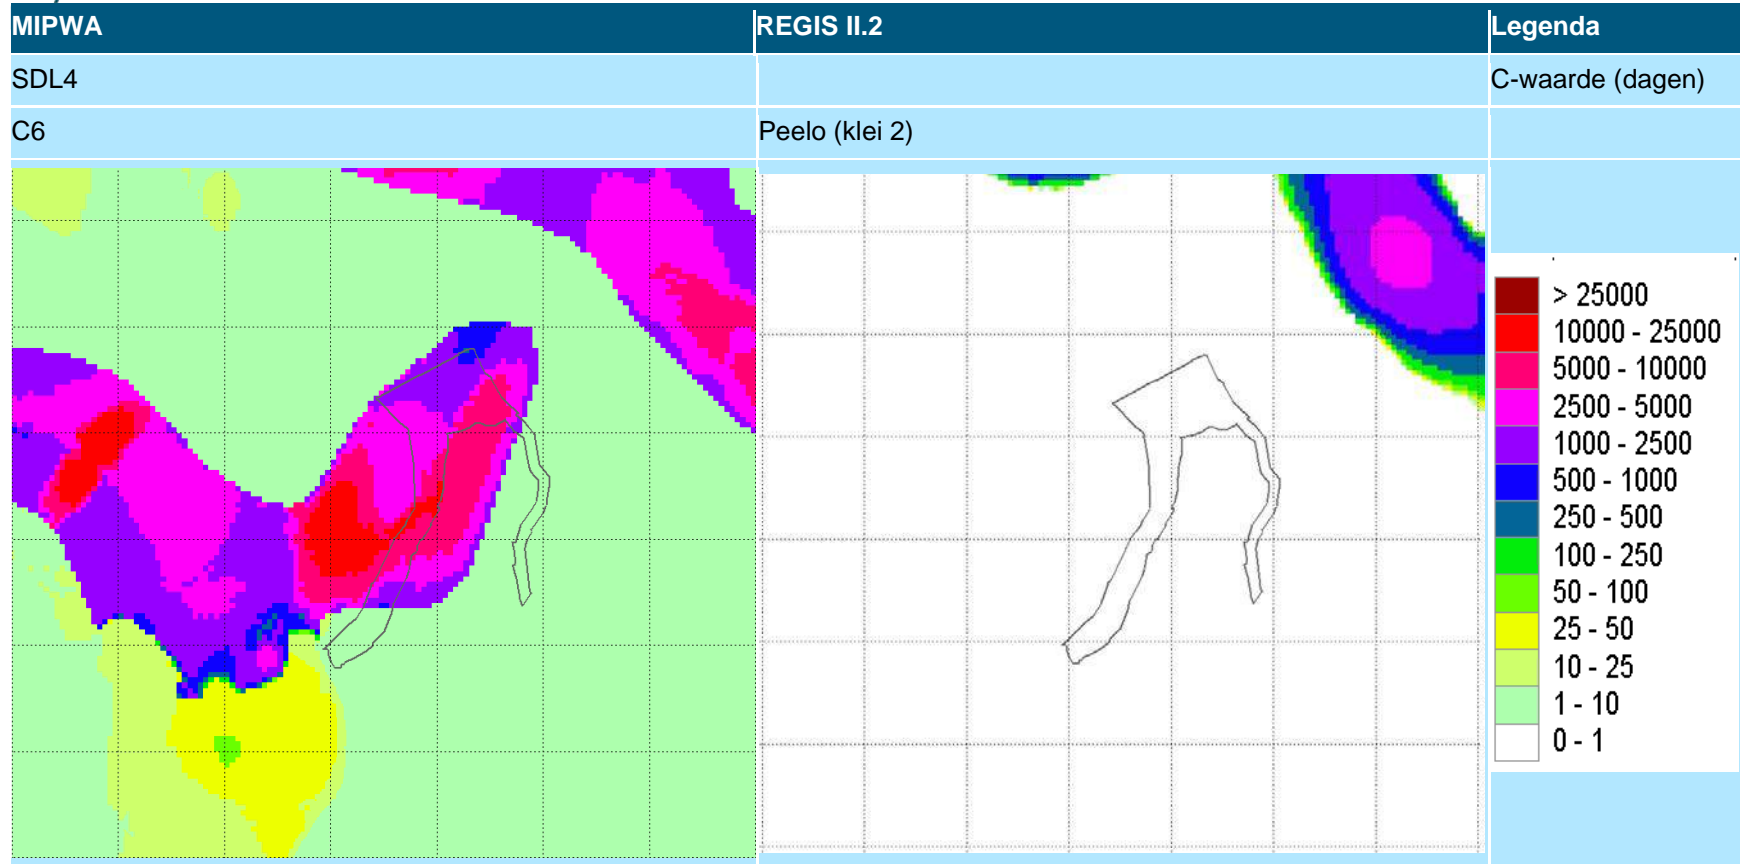 MIPWA REGIS II.2 Legenda
SDL4 C-waarde (dagen)
C6 Peelo (klei 2)
> 25000
10000 - 25000
5000 - 10000
2500 - 5000
1000 - 2500
500 - 1000
250 - 500
100 - 250
50 - 100
25 - 50
10 - 25
1 - 10
0 - 1